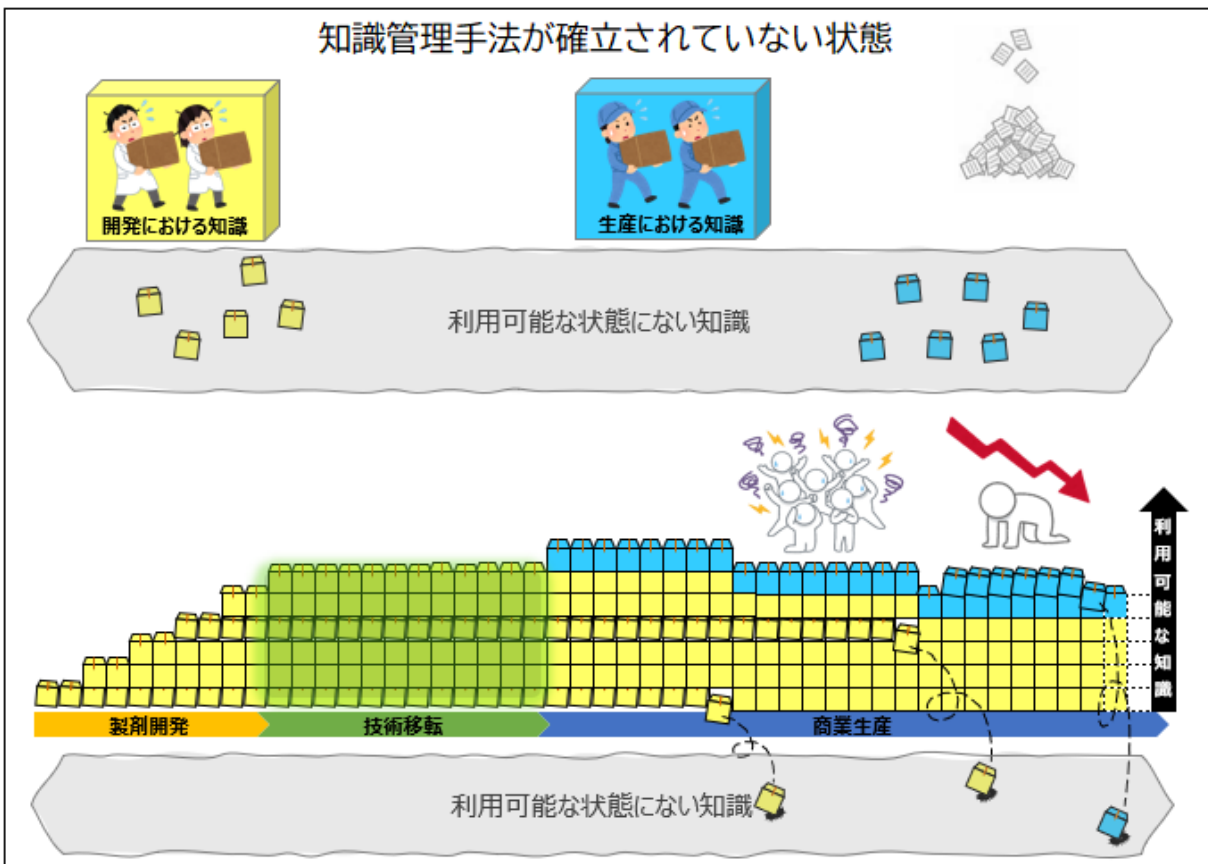 知識管理手法が確立されていない状態
開発における知識
生産における知識
利用可能な状態にない知識
利用可能な知識
製剤開発
技術移転
商業生産
利用可能な状態にない知識